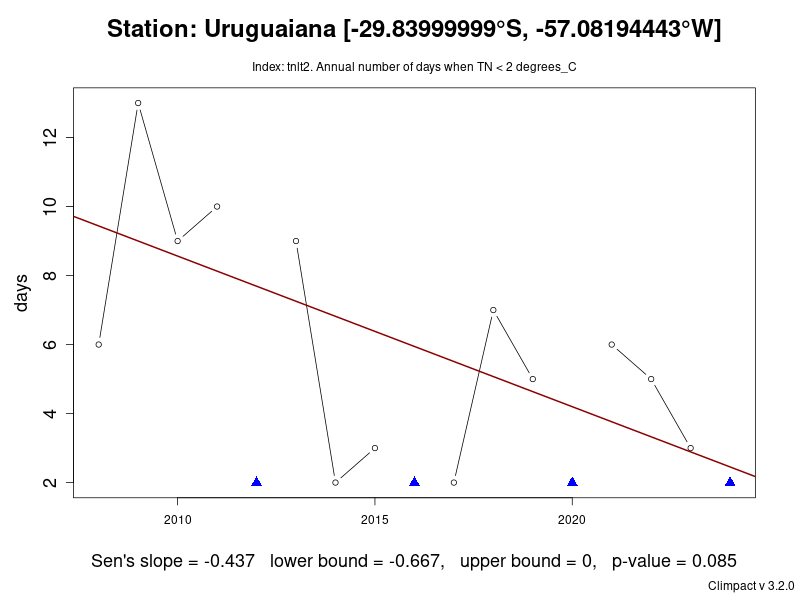 Station: Uruguaiana [-29.83999999°S, -57.08194443°W]
Index: tnlt2. Annual number of days when TN < 2 degrees_C
days
12
10
8
6
4
2
2010 2015 2020
Sen's slope = -0.437 lower bound = -0.667, upper bound = 0, p-value = 0.085
Climpact v 3.2.0